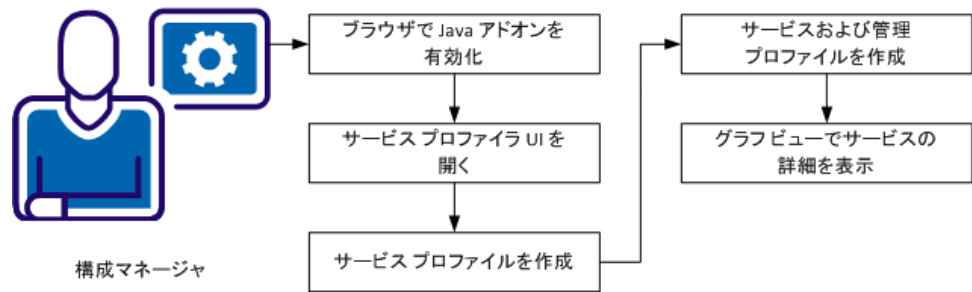 ブラウザで Java アドオンを
有効化
サービス プロファイラ UI を
開く
サービス プロファイルを作成
サービスおよび管理
プロファイルを作成
グラフ ビューでサービスの
詳細を表示
構成マネージャ